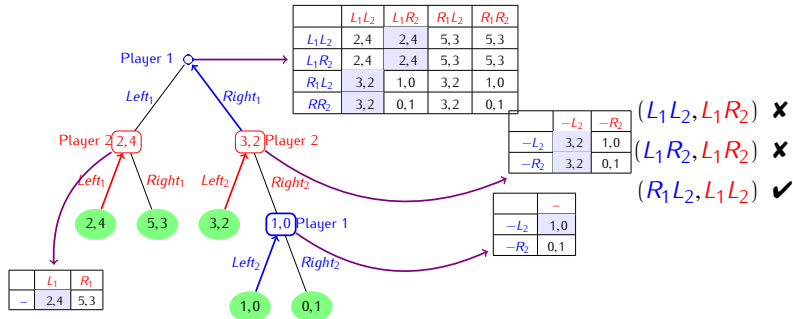 L₁L₂ L₁R₂ R₁L₂ R₁R₂
L₁L₂ 2,4 2,4 5,3 5,3
L₁R₂ 2,4 2,4 5,3 5,3
R₁L₂ 3,2 1,0 3,2 1,0
RR₂ 3,2 0,1 3,2 0,1
Player 1
Left₁ Right₁
Player 2 2,4
3,2 Player 2
−L₂ −R₂
−L₂ 3,2 1,0
−R₂ 3,2 0,1
(L₁L₂, L₁R₂) ✘
(L₁R₂, L₁R₂) ✘
(R₁L₂, L₁L₂) ✔
Left₁ Right₁ Left₂ Right₂
2,4 5,3 3,2
1,0 Player 1
−
−L₂ 1,0
−R₂ 0,1
Left₂ Right₂
L₁ R₁
− 2,4 5,3
1,0 0,1